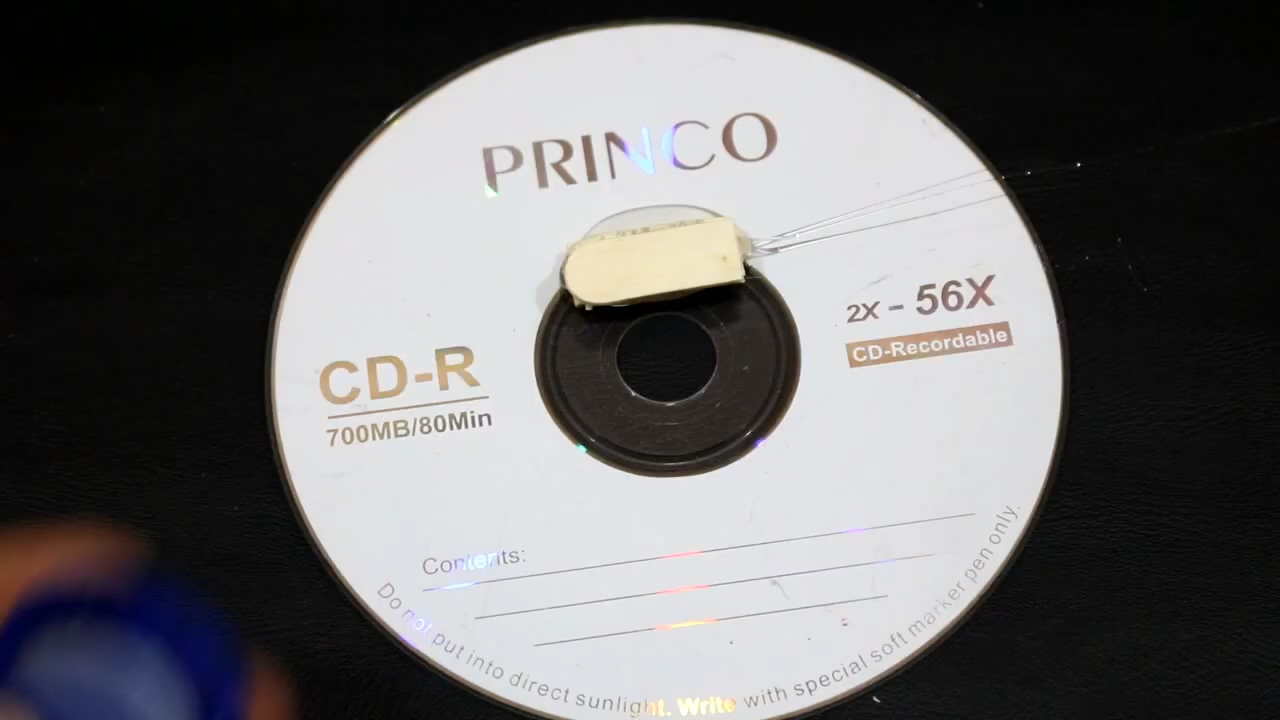 PRINCO
2X - 56X
CD-Recordable
CD-R
700MB/80Min
Contents:
Do not put into direct sunlight. Write with special soft marker pen only.